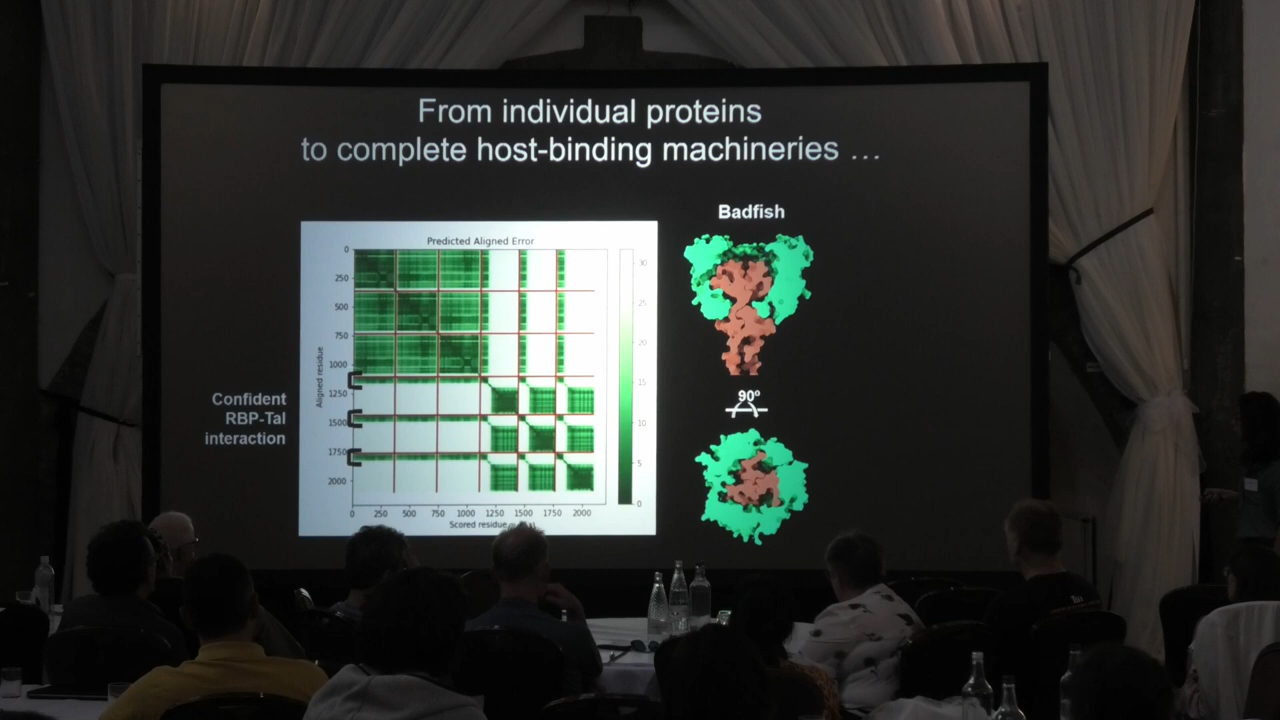 From individual proteins
to complete host-binding machineries …
Badfish
Predicted Aligned Error
0
250
500
750
1000
1250
1500
1750
2000
Aligned residue
0 250 500 750 1000 1250 1500 1750 2000
Scored residue
30
25
20
15
10
5
0
Confident
RBP-Tal
interaction
90º